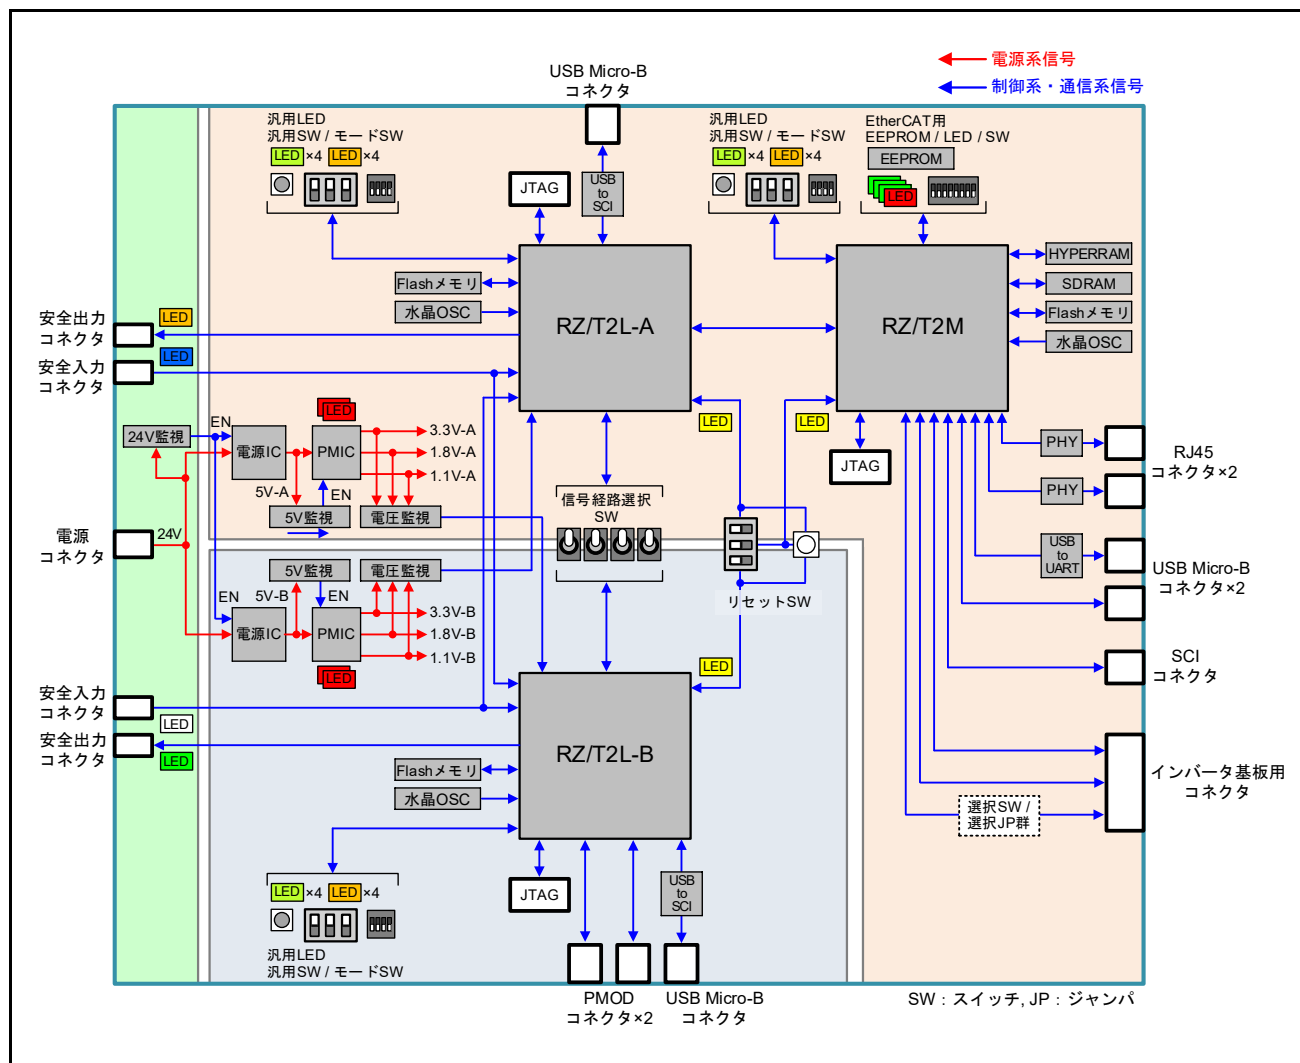 電源系信号
制御系・通信系信号
USB Micro-B
コネクタ
汎用LED
汎用SW / モードSW
LED ×4 LED ×4
JTAG
USB
to
SCI
汎用LED
汎用SW / モードSW
LED ×4 LED ×4
EtherCAT用
EEPROM / LED / SW
EEPROM
LED
RZ/T2L-A
Flashメモリ
水晶OSC
RZ/T2M
HYPERRAM
SDRAM
Flashメモリ
水晶OSC
安全出力
コネクタ
LED
安全入力
コネクタ
LED
LED
LED
LED
EN
24V監視
電源IC
PMIC
3.3V-A
1.8V-A
1.1V-A
5V-A
EN
5V監視
電圧監視
信号経路選択
SW
JTAG
PHY
PHY
RJ45
コネクタ×2
電源
コネクタ
24V
5V監視
電圧監視
EN
5V-B
EN
電源IC
PMIC
3.3V-B
1.8V-B
1.1V-B
LED
リセットSW
LED
USB
to
UART
USB Micro-B
コネクタ×2
SCI
コネクタ
安全入力
コネクタ
LED
安全出力
コネクタ
LED
RZ/T2L-B
Flashメモリ
水晶OSC
インバータ基板用
コネクタ
選択SW /
選択JP群
LED ×4 LED ×4
汎用LED
汎用SW / モードSW
JTAG
USB
to
SCI
PMOD
コネクタ×2
USB Micro-B
コネクタ
SW：スイッチ, JP：ジャンパ